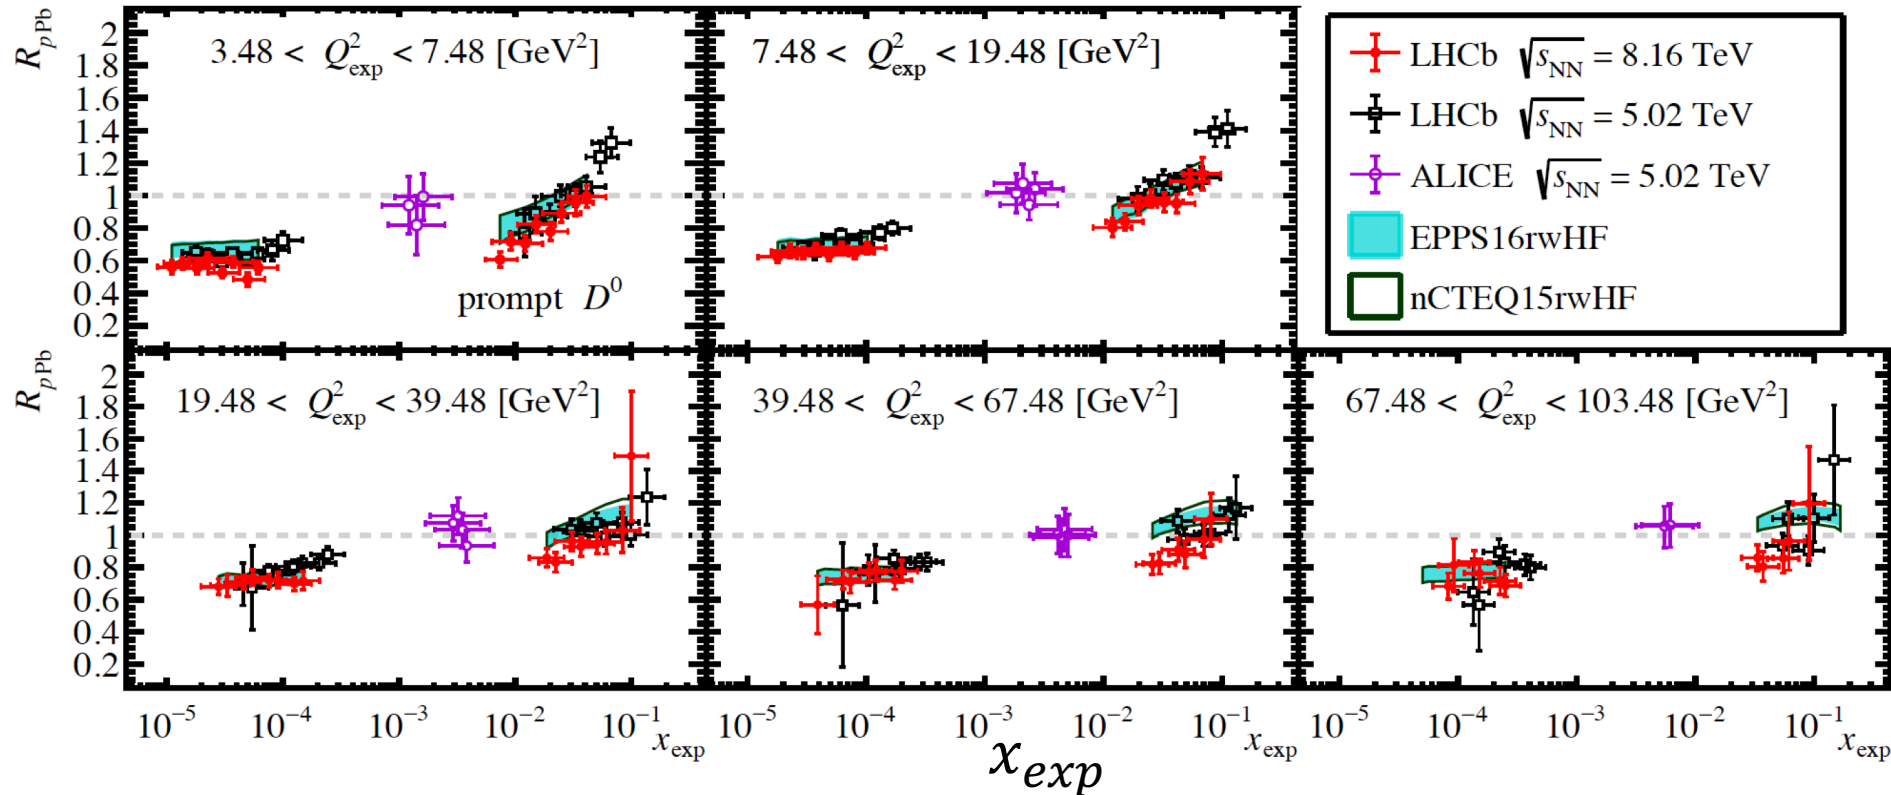 R_pPb
2
1.8
1.6
1.4
1.2
1
0.8
0.6
0.4
0.2
3.48 < Q²_exp < 7.48 [GeV²]
prompt D⁰
7.48 < Q²_exp < 19.48 [GeV²]
LHCb √s_NN = 8.16 TeV
LHCb √s_NN = 5.02 TeV
ALICE √s_NN = 5.02 TeV
EPPS16rwHF
nCTEQ15rwHF
R_pPb
2
1.8
1.6
1.4
1.2
1
0.8
0.6
0.4
0.2
19.48 < Q²_exp < 39.48 [GeV²]
39.48 < Q²_exp < 67.48 [GeV²]
67.48 < Q²_exp < 103.48 [GeV²]
10⁻⁵ 10⁻⁴ 10⁻³ 10⁻² 10⁻¹ x_exp
10⁻⁵ 10⁻⁴ 10⁻³ 10⁻² 10⁻¹ x_exp
10⁻⁵ 10⁻⁴ 10⁻³ 10⁻² 10⁻¹ x_exp
x_exp